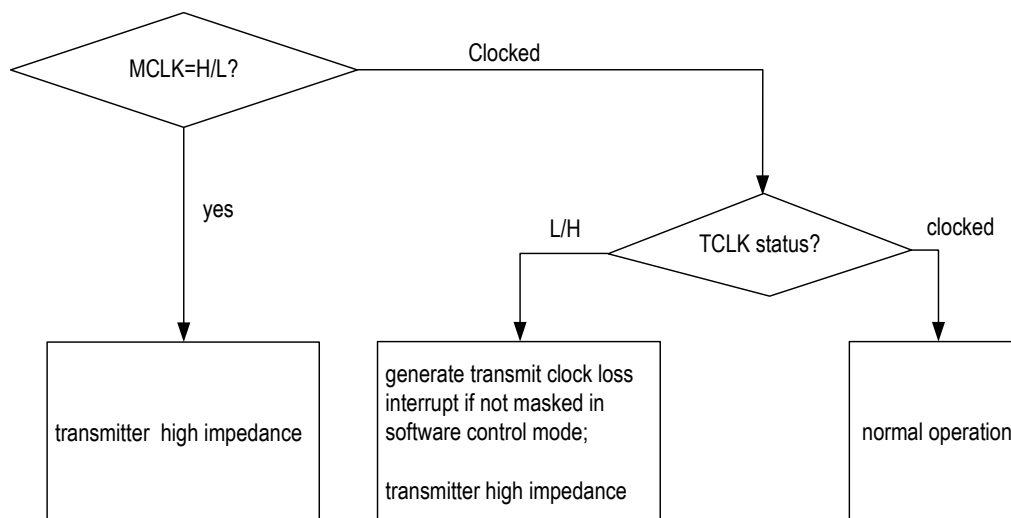 MCLK=H/L?
Clocked
yes
L/H
TCLK status?
clocked
transmitter high impedance
generate transmit clock loss
interrupt if not masked in
software control mode;
transmitter high impedance
normal operation